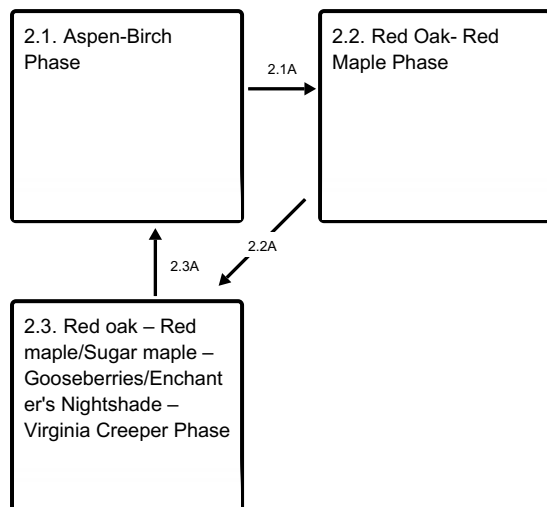 2.1. Aspen-Birch
Phase
2.1A
2.2. Red Oak- Red
Maple Phase
2.2A
2.3A
2.3. Red oak – Red
maple/Sugar maple –
Gooseberries/Enchant
er's Nightshade –
Virginia Creeper Phase